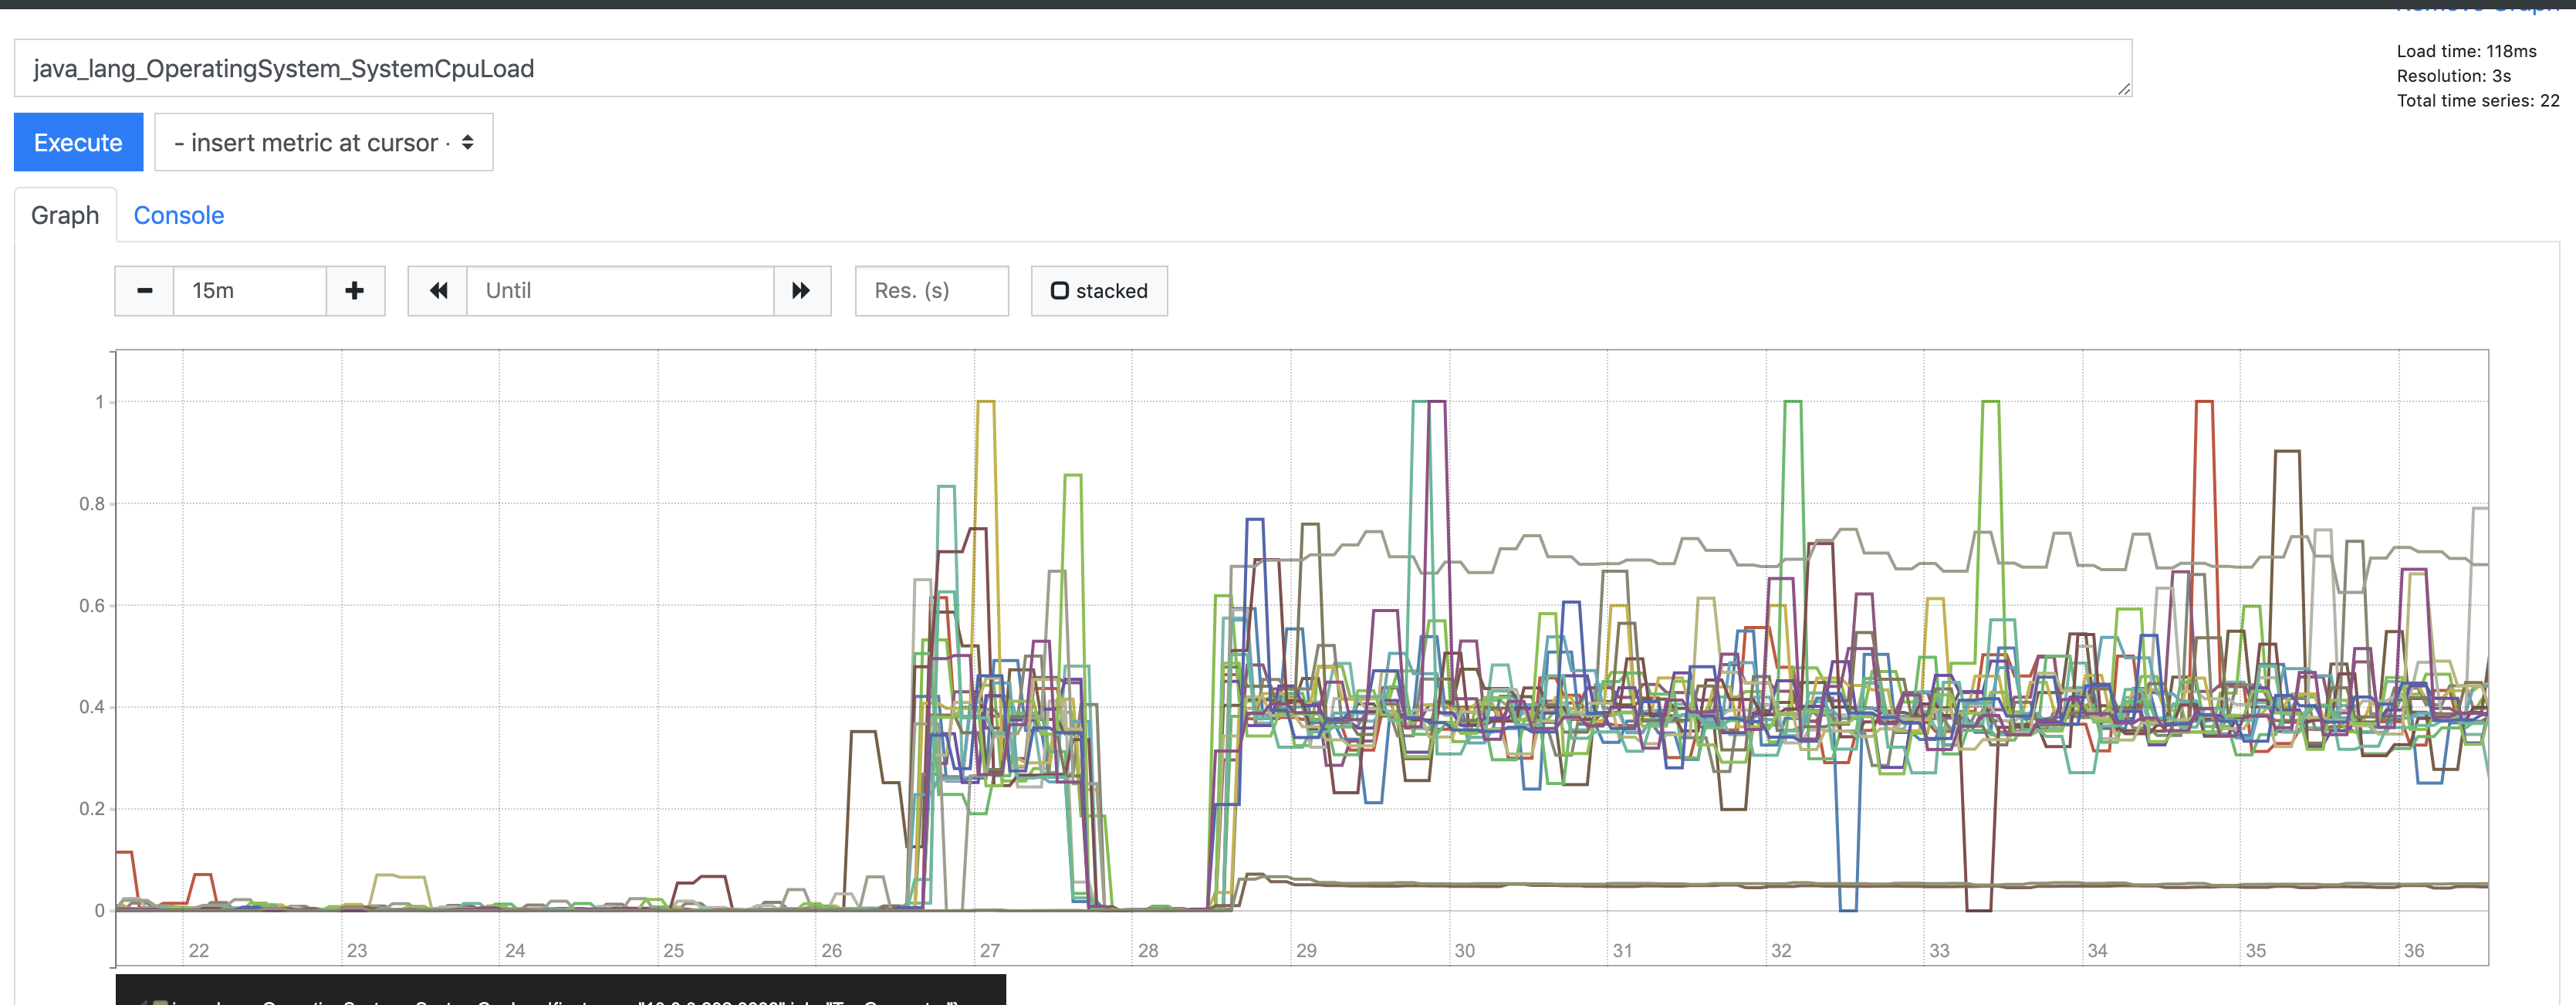 java_lang_OperatingSystem_SystemCpuLoad
Load time: 118ms
Resolution: 3s
Total time series: 22
Execute
- insert metric at cursor -
Graph
Console
15m
Until
Res. (s)
stacked
1
0.8
0.6
0.4
0.2
0
22 23 24 25 26 27 28 29 30 31 32 33 34 35 36